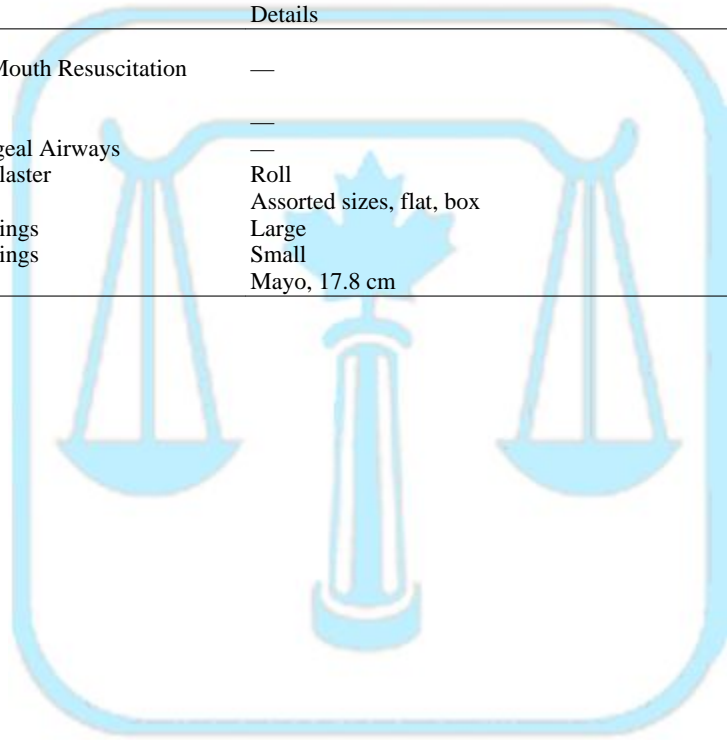 Details
Mouth Resuscitation —
—
geal Airways —
laster Roll
Assorted sizes, flat, box
ings Large
ings Small
Mayo, 17.8 cm